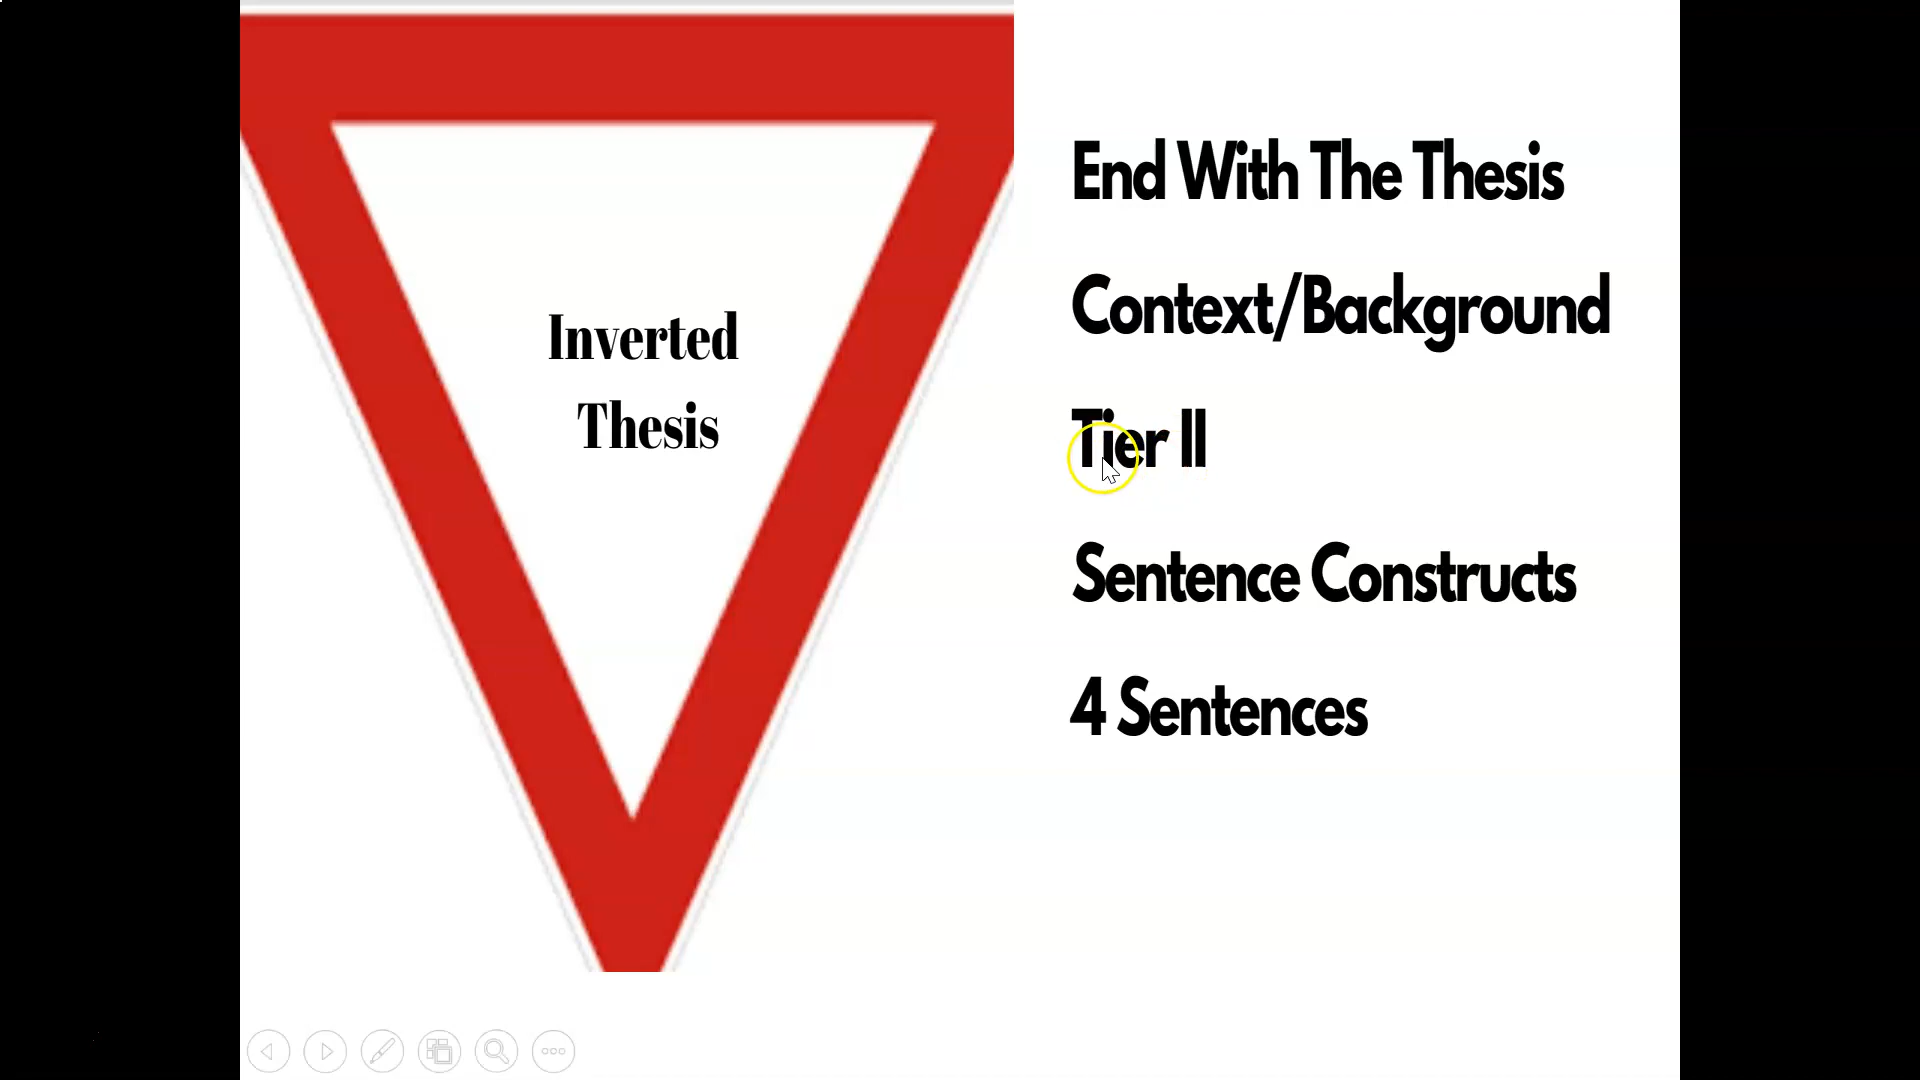 Inverted
Thesis
End With The Thesis
Context/Background
Tier II
Sentence Constructs
4 Sentences